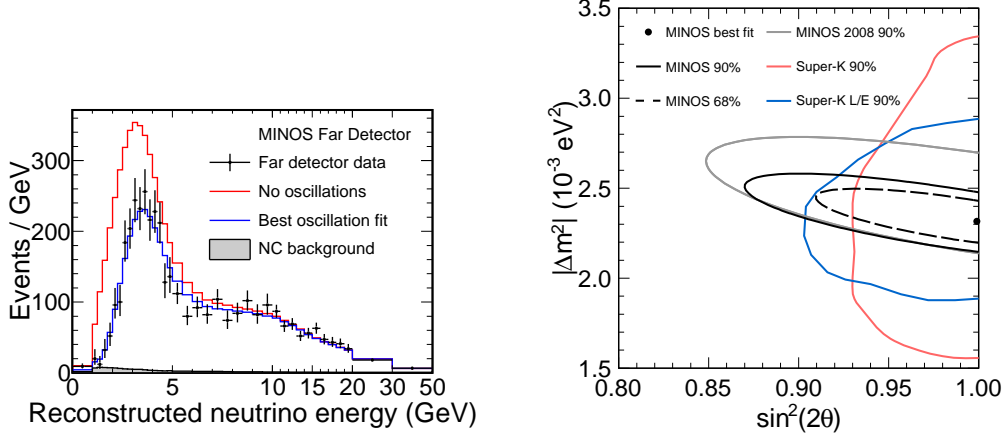 MINOS Far Detector
Far detector data
No oscillations
Best oscillation fit
NC background
Events / GeV
300
200
100
0
0 5 10 15 20 30 50
Reconstructed neutrino energy (GeV)
MINOS best fit
MINOS 90%
MINOS 68%
MINOS 2008 90%
Super-K 90%
Super-K L/E 90%
|Δm²| (10⁻³ eV²)
3.5
3.0
2.5
2.0
1.5
0.80 0.85 0.90 0.95 1.00
sin²(2θ)